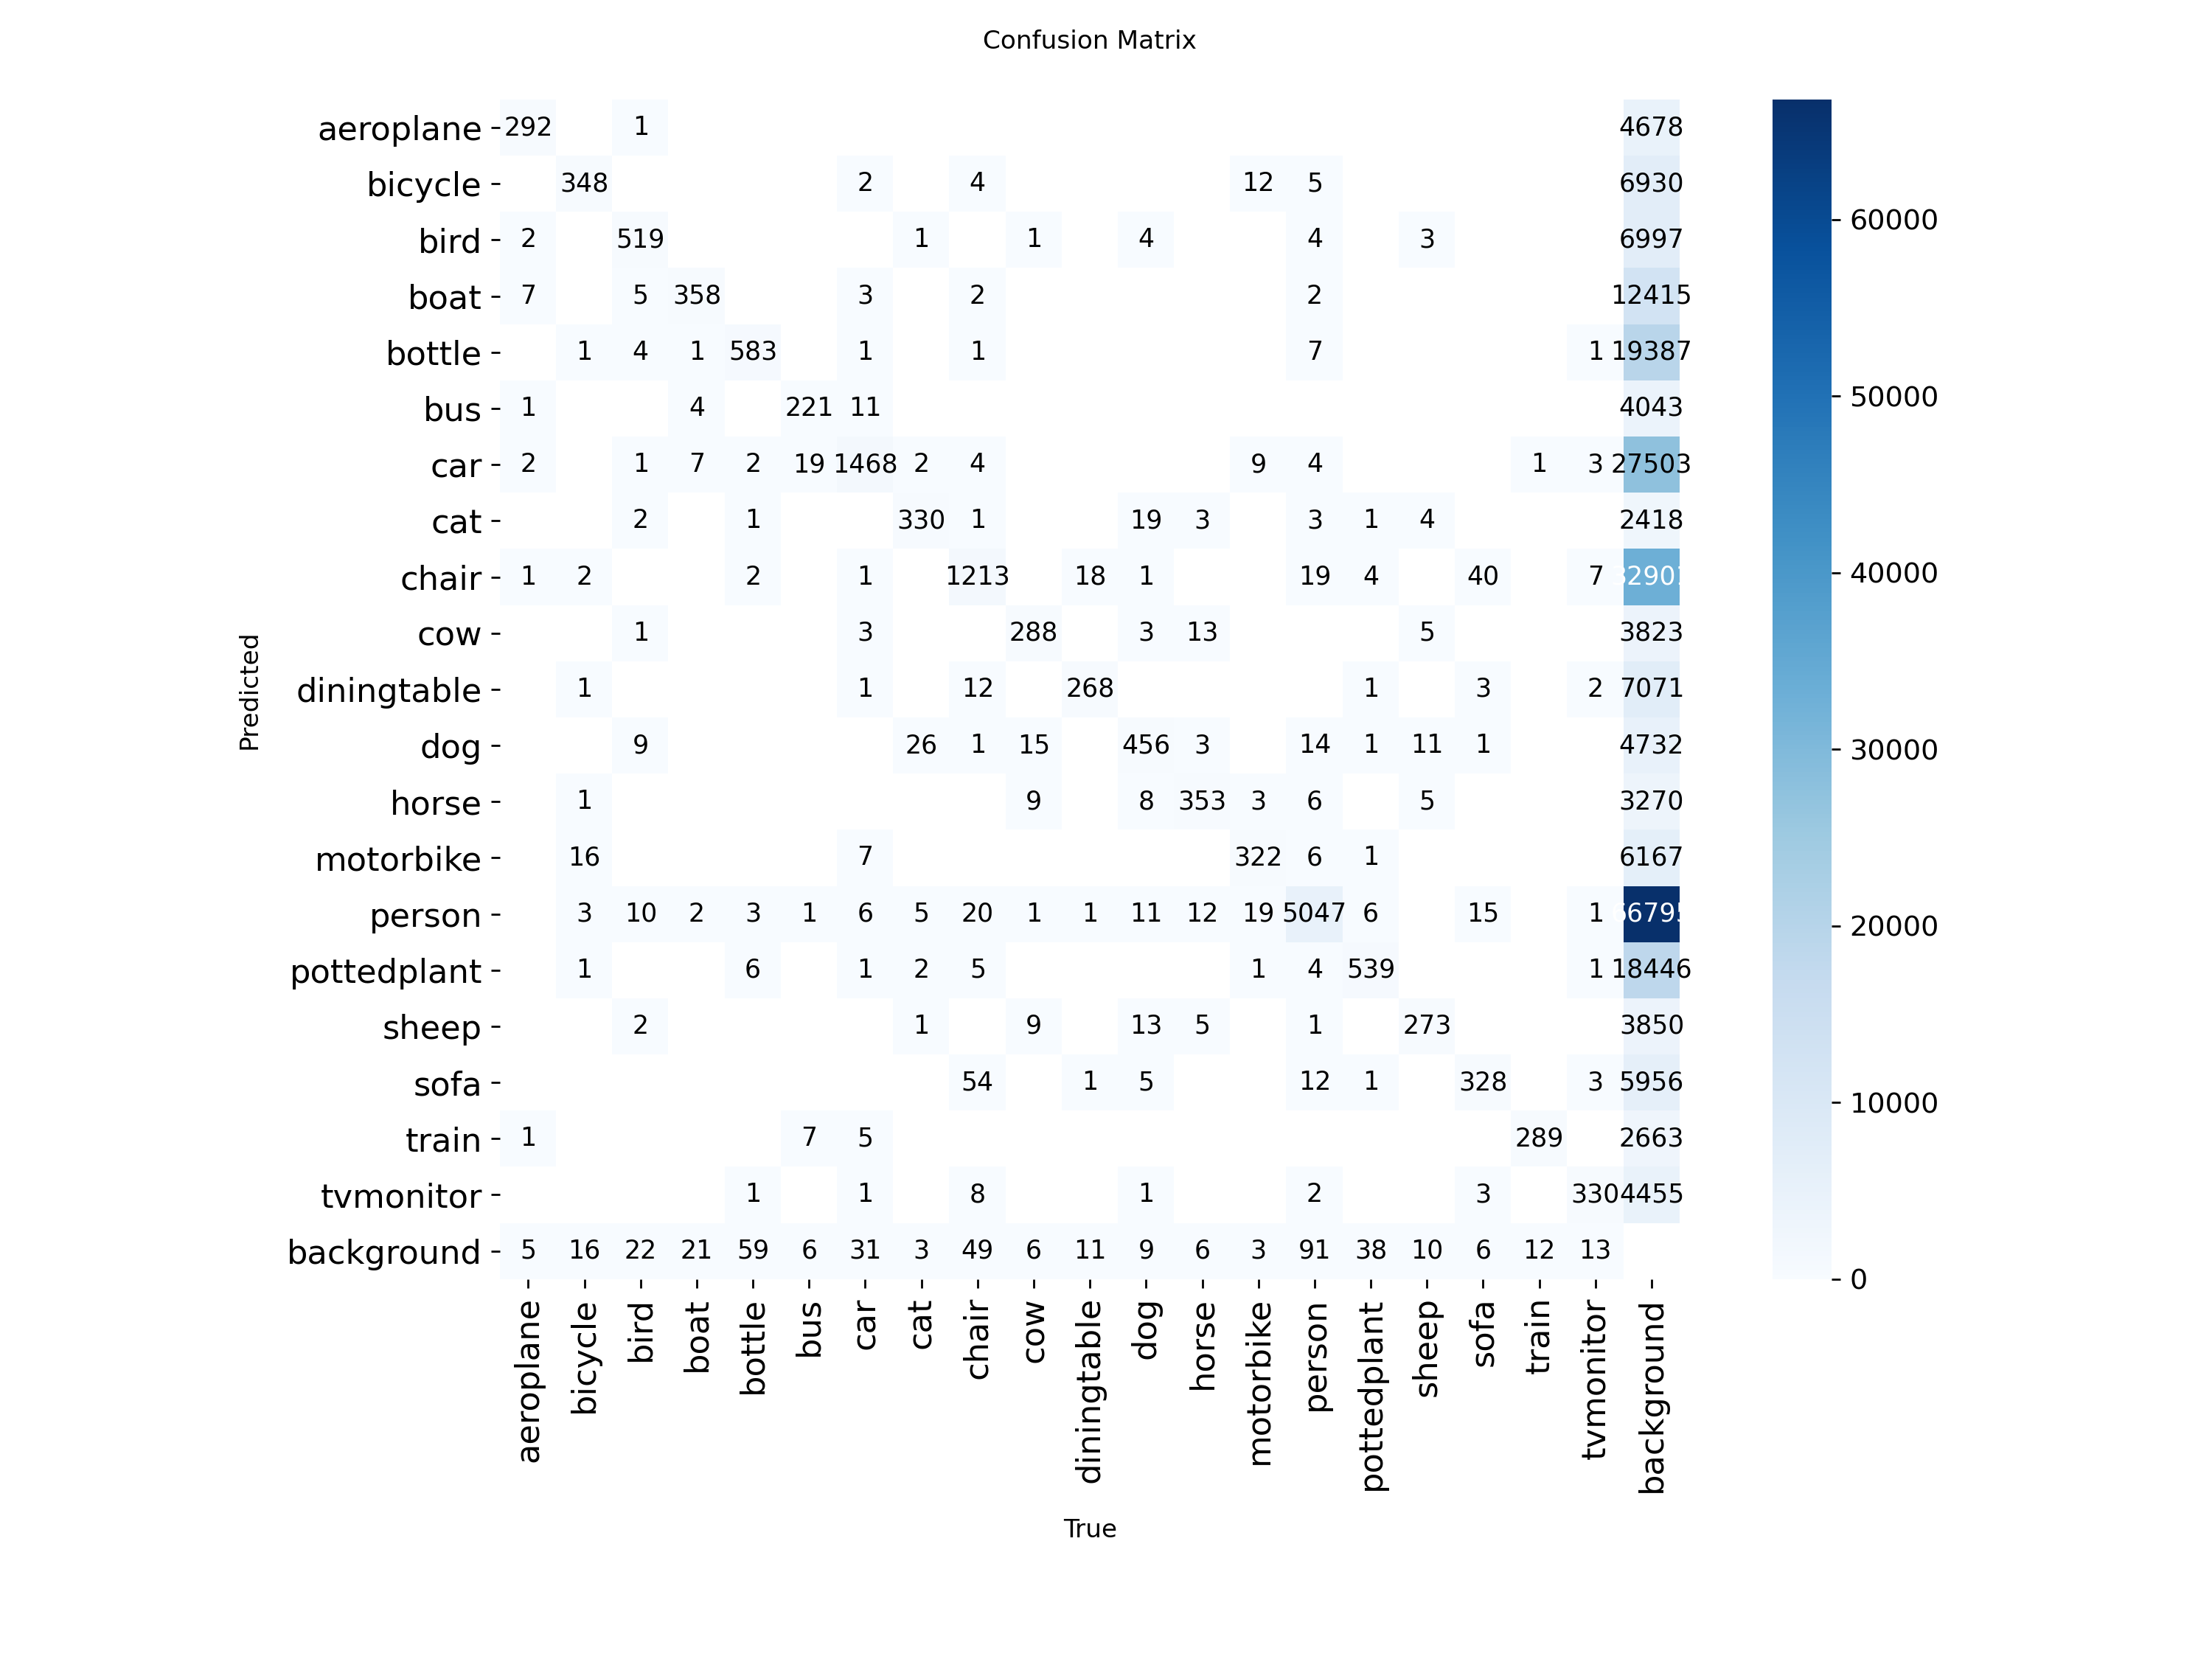 Confusion Matrix
aeroplane 292 1 4678
bicycle 348 2 4 12 5 6930
bird 2 519 1 1 4 4 3 6997
boat 7 5 358 3 2 2 12415
bottle 1 4 1 583 1 1 7 1 19387
bus 1 4 221 11 4043
car 2 1 7 2 19 1468 2 4 9 4 1 3 27503
cat 2 1 330 1 19 3 3 1 4 2418
chair 1 2 2 1 1213 18 1 19 4 40 7
cow 1 3 288 3 13 5 3823
diningtable 1 1 12 268 1 3 2 7071
dog 9 26 1 15 456 3 14 1 11 1 4732
horse 1 9 8 353 3 6 5 3270
motorbike 16 7 322 6 1 6167
person 3 10 2 3 1 6 5 20 1 1 11 12 19 5047 6 15 1 66795
pottedplant 1 6 1 2 5 1 4 539 1 18446
sheep 2 1 9 13 5 1 273 3850
sofa 54 1 5 12 1 328 3 5956
train 1 7 5 289 2663
tvmonitor 1 1 8 1 2 3 330 4455
background 5 16 22 21 59 6 31 3 49 6 11 9 6 3 91 38 10 6 12 13
aeroplane bicycle bird boat bottle bus car cat chair cow diningtable dog horse motorbike person pottedplant sheep sofa train tvmonitor background
True
Predicted
60000
50000
40000
30000
20000
10000
0